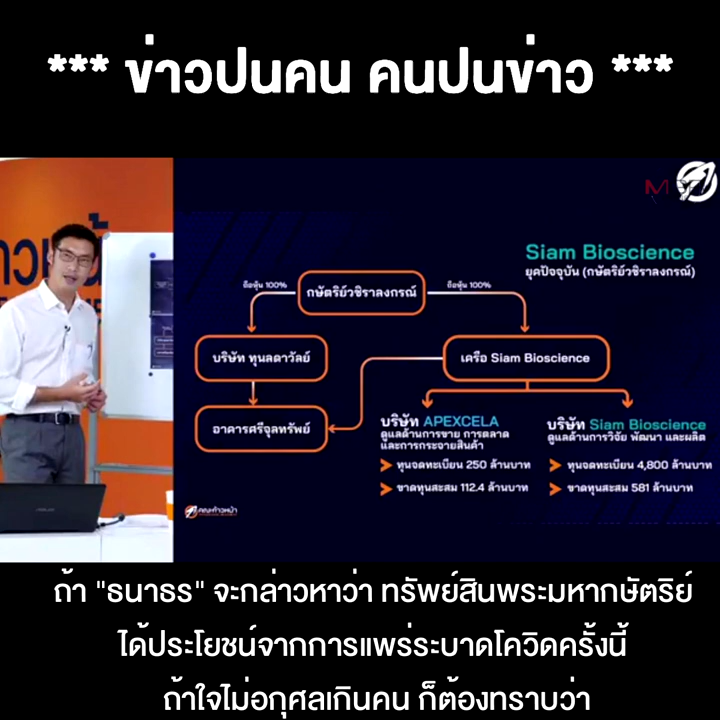 *** ข่าวปนคน คนปนข่าว ***
Siam Bioscience
ยุคปัจจุบัน (กษัตริย์วชิราลงกรณ์)
ถือหุ้น 100%
กษัตริย์วชิราลงกรณ์
ถือหุ้น 100%
บริษัท ทุนลดาวัลย์
เครือ Siam Bioscience
อาคารศรีจุลทรัพย์
บริษัท APEXCELA
ดูแลด้านการขาย การตลาด
และการกระจายสินค้า
ทุนจดทะเบียน 250 ล้านบาท
ขาดทุนสะสม 112.4 ล้านบาท
บริษัท Siam Bioscience
ดูแลด้านการวิจัย พัฒนา และผลิต
ทุนจดทะเบียน 4,800 ล้านบาท
ขาดทุนสะสม 581 ล้านบาท
คณะก้าวหน้า
ASUS
ถ้า "ธนาธร" จะกล่าวหาว่า ทรัพย์สินพระมหากษัตริย์
ได้ประโยชน์จากการแพร่ระบาดโควิดครั้งนี้
ถ้าใจไม่อกุศลเกินคน ก็ต้องทราบว่า